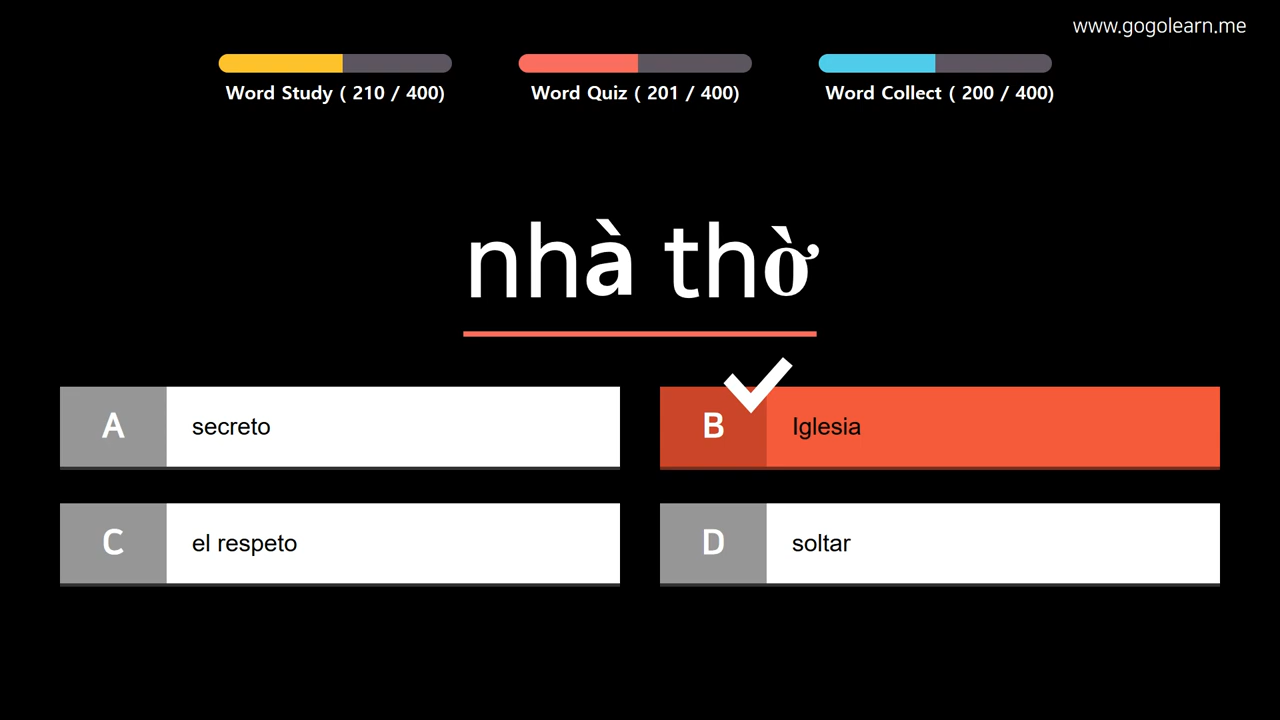 www.gogolearn.me
Word Study ( 210 / 400)
Word Quiz ( 201 / 400)
Word Collect ( 200 / 400)
nhà thờ
A secreto
B Iglesia
C el respeto
D soltar